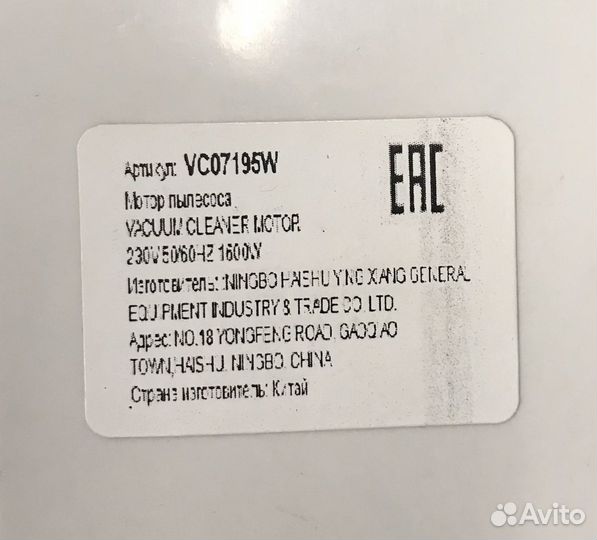 Артикул: VC07195W
EAC
Мотор пылесоса
VACUUM CLEANER MOTOR
230V 50/60HZ 1600W
Изготовитель: NINGBO HAISHU YING XIANG GENERAL
EQUIPMENT INDUSTRY & TRADE CO. LTD.
Адрес: NO.18 YONGFENG ROAD, GAOQIAO
TOWN,HAISHU, NINGBO, CHINA
Страна изготовитель: Китай
Avito